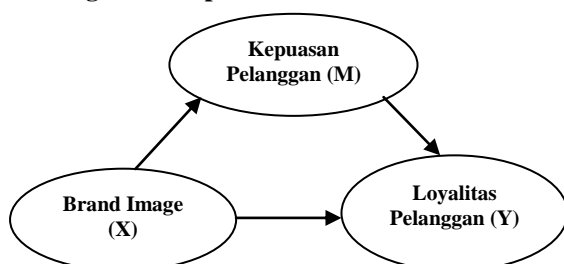 Kepuasan
Pelanggan (M)
Brand Image
(X)
Loyalitas
Pelanggan (Y)